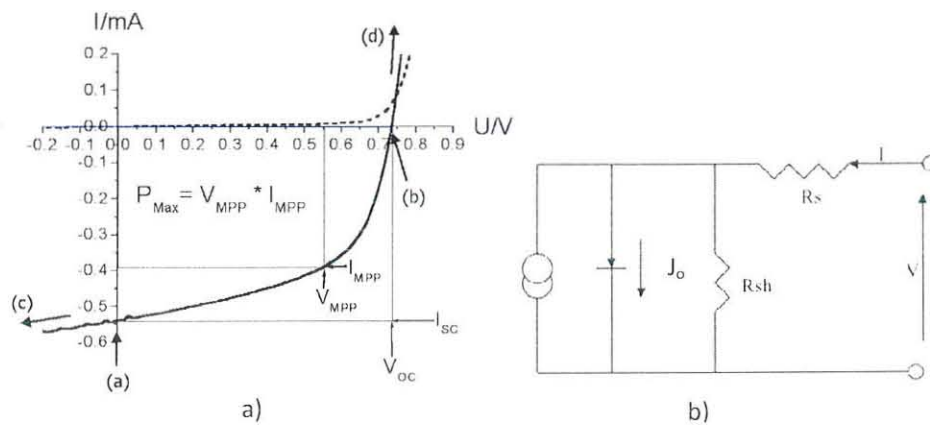 I/mA
(d)
0.2
0.1
0.0
-0.1
-0.2
-0.3
-0.4
-0.5
-0.6
-0.2 -0.1 0.0 0.1 0.2 0.3 0.4 0.5 0.6 0.7 0.8 0.9
U/V
P_Max = V_MPP * I_MPP
(b)
I_MPP
V_MPP
(c)
I_SC
(a)
V_OC
a)
I
Rs
J_o
Rsh
V
b)